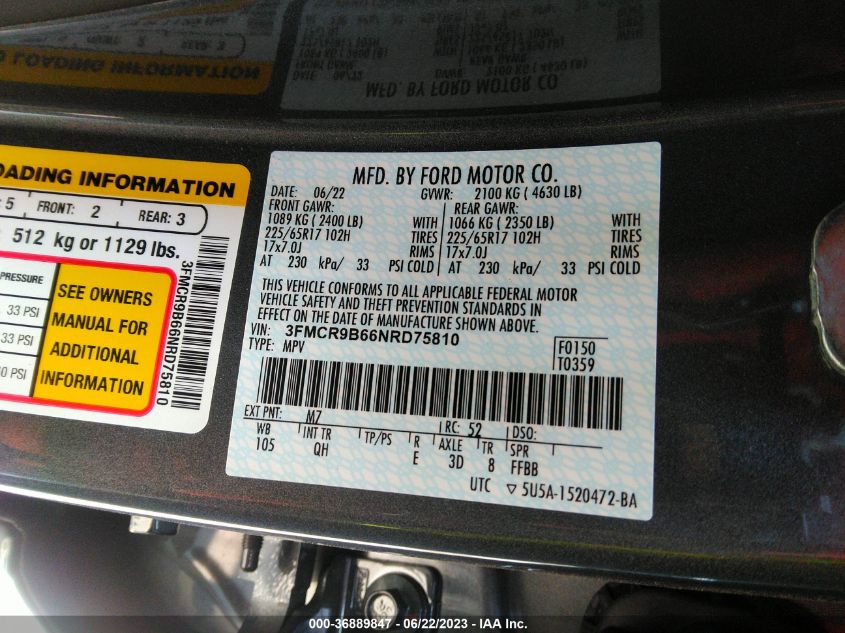 LOADING INFORMATION
5 FRONT: 2 REAR: 3
512 kg or 1129 lbs.
PRESSURE
33 PSI
33 PSI
0 PSI
SEE OWNERS
MANUAL FOR
ADDITIONAL
INFORMATION
3FMCR9B66NRD75810
MFD. BY FORD MOTOR CO.
DATE: 06/22 GVWR: 2100 KG ( 4630 LB)
FRONT GAWR: REAR GAWR:
1089 KG ( 2400 LB) WITH 1066 KG ( 2350 LB) WITH
225/65R17 102H TIRES 225/65R17 102H TIRES
17x7.0J RIMS 17x7.0J RIMS
AT 230 kPa/ 33 PSI COLD AT 230 kPa/ 33 PSI COLD
THIS VEHICLE CONFORMS TO ALL APPLICABLE FEDERAL MOTOR
VEHICLE SAFETY AND THEFT PREVENTION STANDARDS IN
EFFECT ON THE DATE OF MANUFACTURE SHOWN ABOVE.
VIN: 3FMCR9B66NRD75810
TYPE: MPV
F0150
T0359
EXT PNT: M7 RC: 52 DSO:
WB INT TR TP/PS R AXLE TR SPR
105 QH E 3D 8 FFBB
UTC ▽ 5U5A-1520472-BA
000-36889847 - 06/22/2023 - IAA Inc.